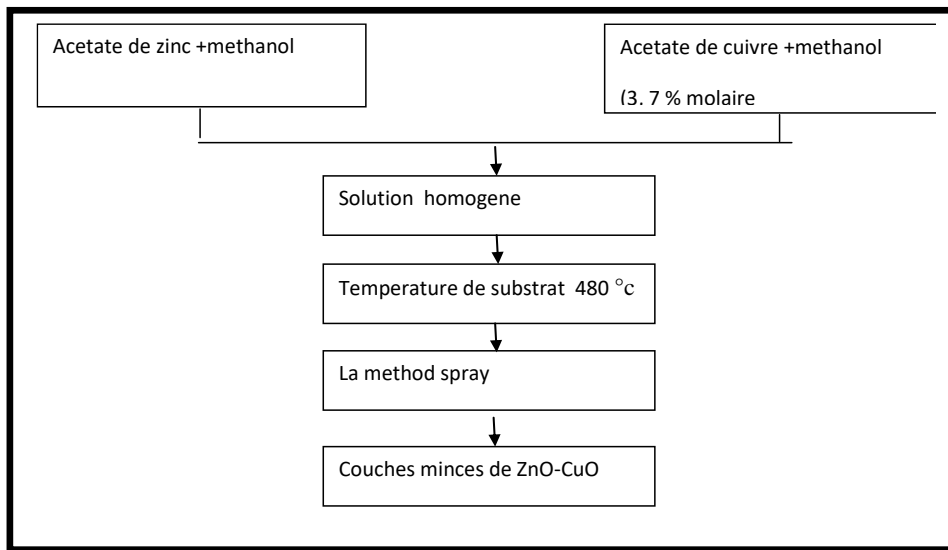 Acetate de zinc +methanol
Acetate de cuivre +methanol
(3. 7 % molaire
Solution homogene
Temperature de substrat 480 °c
La method spray
Couches minces de ZnO-CuO